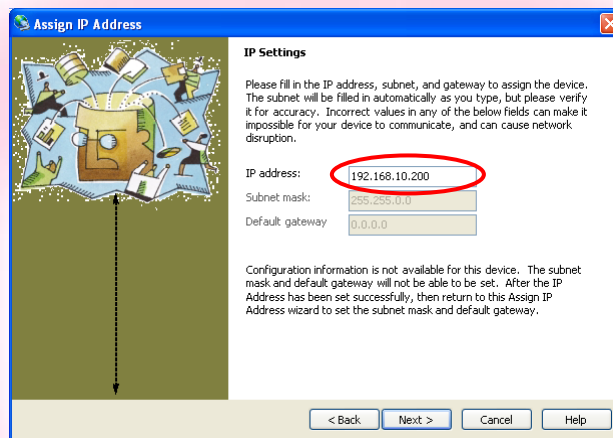 Assign IP Address
IP Settings
Please fill in the IP address, subnet, and gateway to assign the device.
The subnet will be filled in automatically as you type, but please verify
it for accuracy. Incorrect values in any of the below fields can make it
impossible for your device to communicate, and can cause network
disruption.
IP address: 192.168.10.200
Subnet mask: 255.255.0.0
Default gateway 0.0.0.0
Configuration information is not available for this device. The subnet
mask and default gateway will not be able to be set. After the IP
Address has been set successfully, then return to this Assign IP
Address wizard to set the subnet mask and default gateway.
< Back Next > Cancel Help